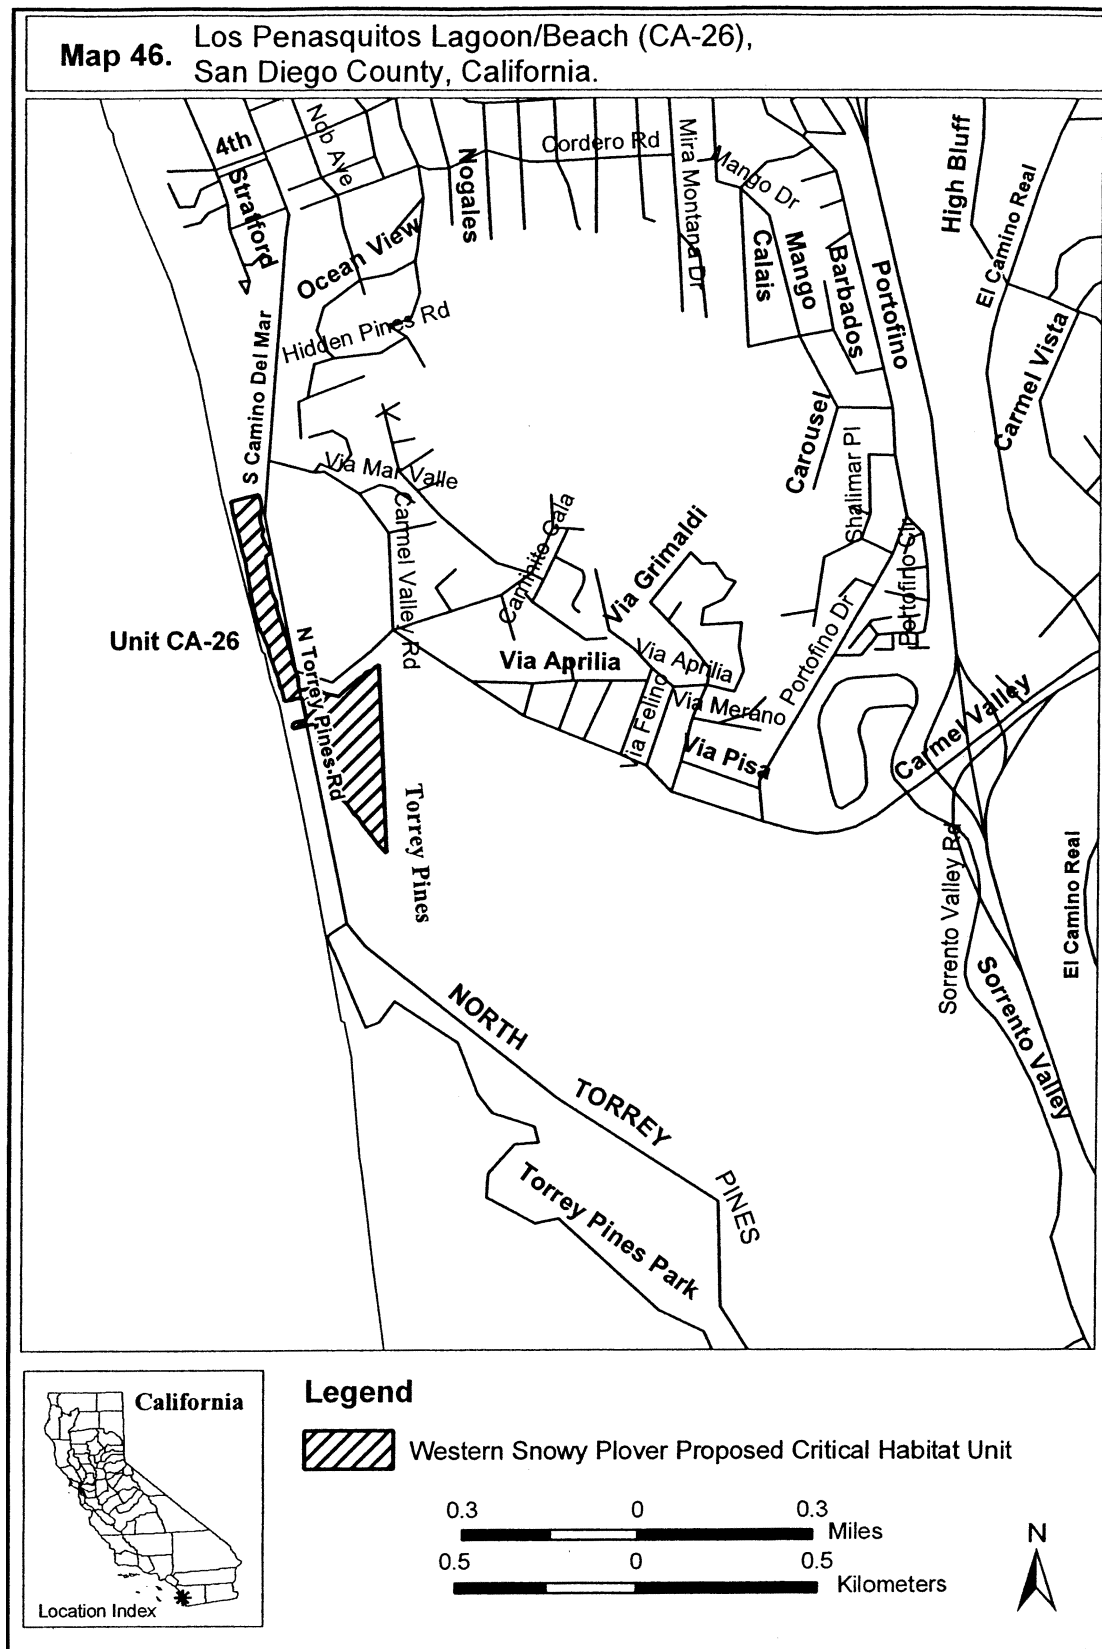 Map 46.
Los Penasquitos Lagoon/Beach (CA-26),
San Diego County, California.
4th
Nob Ave
Strafford
Nogales
Cordero Rd
Mira Montana Dr
Mango Dr
High Bluff
El Camino Real
Ocean View
Calais
Mango
Barbados
Portofino
Hidden Pines Rd
Carmel Vista
S Camino Del Mar
Carousel
Shalimar Pl
Via Mar Valle
Carmel Valley Rd
Caminito Gala
Via Grimaldi
Portofino Cir
Unit CA-26
N Torrey Pines Rd
Via Aprilia
Via Aprilia
Portofino Dr
Via Felino
Via Merano
Via Pisa
Carmel Valley
Torrey Pines
Sorrento Valley Rd
El Camino Real
Sorrento Valley
NORTH
TORREY
PINES
Torrey Pines Park
California
Location Index
Legend
Western Snowy Plover Proposed Critical Habitat Unit
0.3 0 0.3
Miles
0.5 0 0.5
Kilometers
N